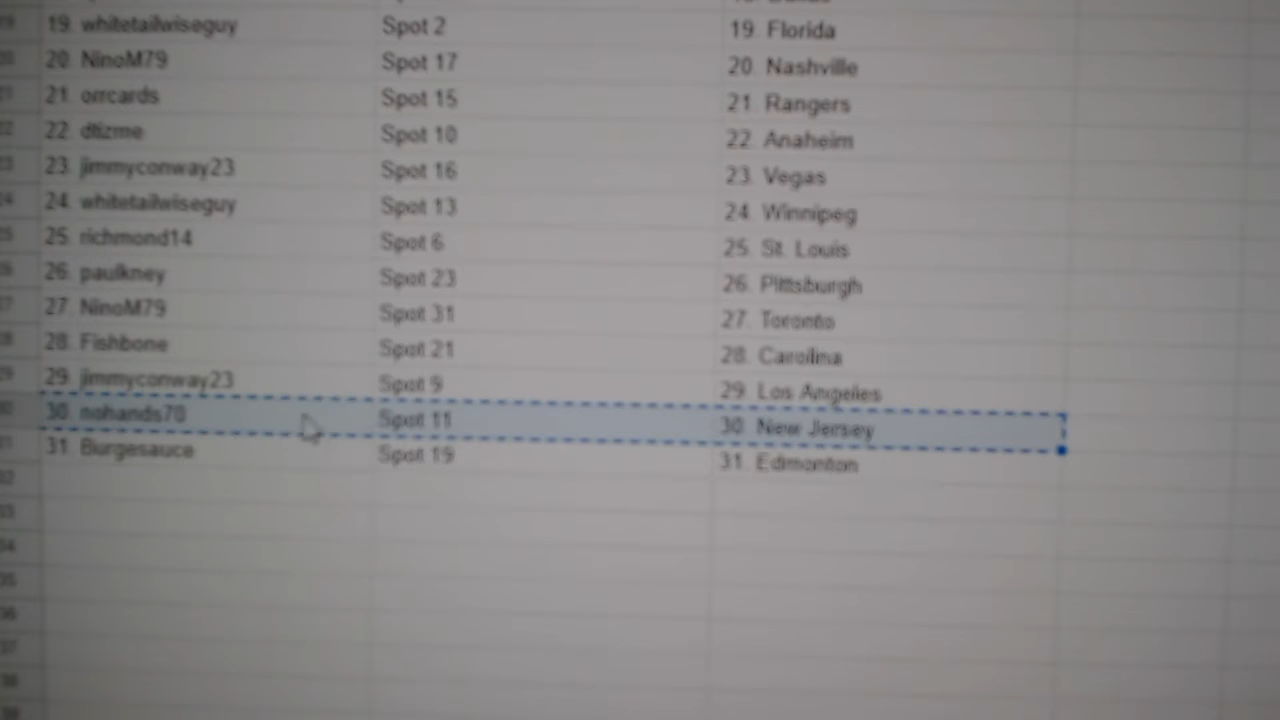 19. whitetailwiseguy Spot 2 19. Florida
20. NinoM79 Spot 17 20. Nashville
21. orrcards Spot 15 21. Rangers
22. dtizme Spot 10 22. Anaheim
23. jimmyconway23 Spot 16 23. Vegas
24. whitetailwiseguy Spot 13 24. Winnipeg
25. richmond14 Spot 6 25. St. Louis
26. paulkney Spot 23 26. Pittsburgh
27. NinoM79 Spot 31 27. Toronto
28. Fishbone Spot 21 28. Carolina
29. jimmyconway23 Spot 9 29. Los Angeles
30. nohands70 Spot 11 30. New Jersey
31. Burgesauce Spot 19 31. Edmonton